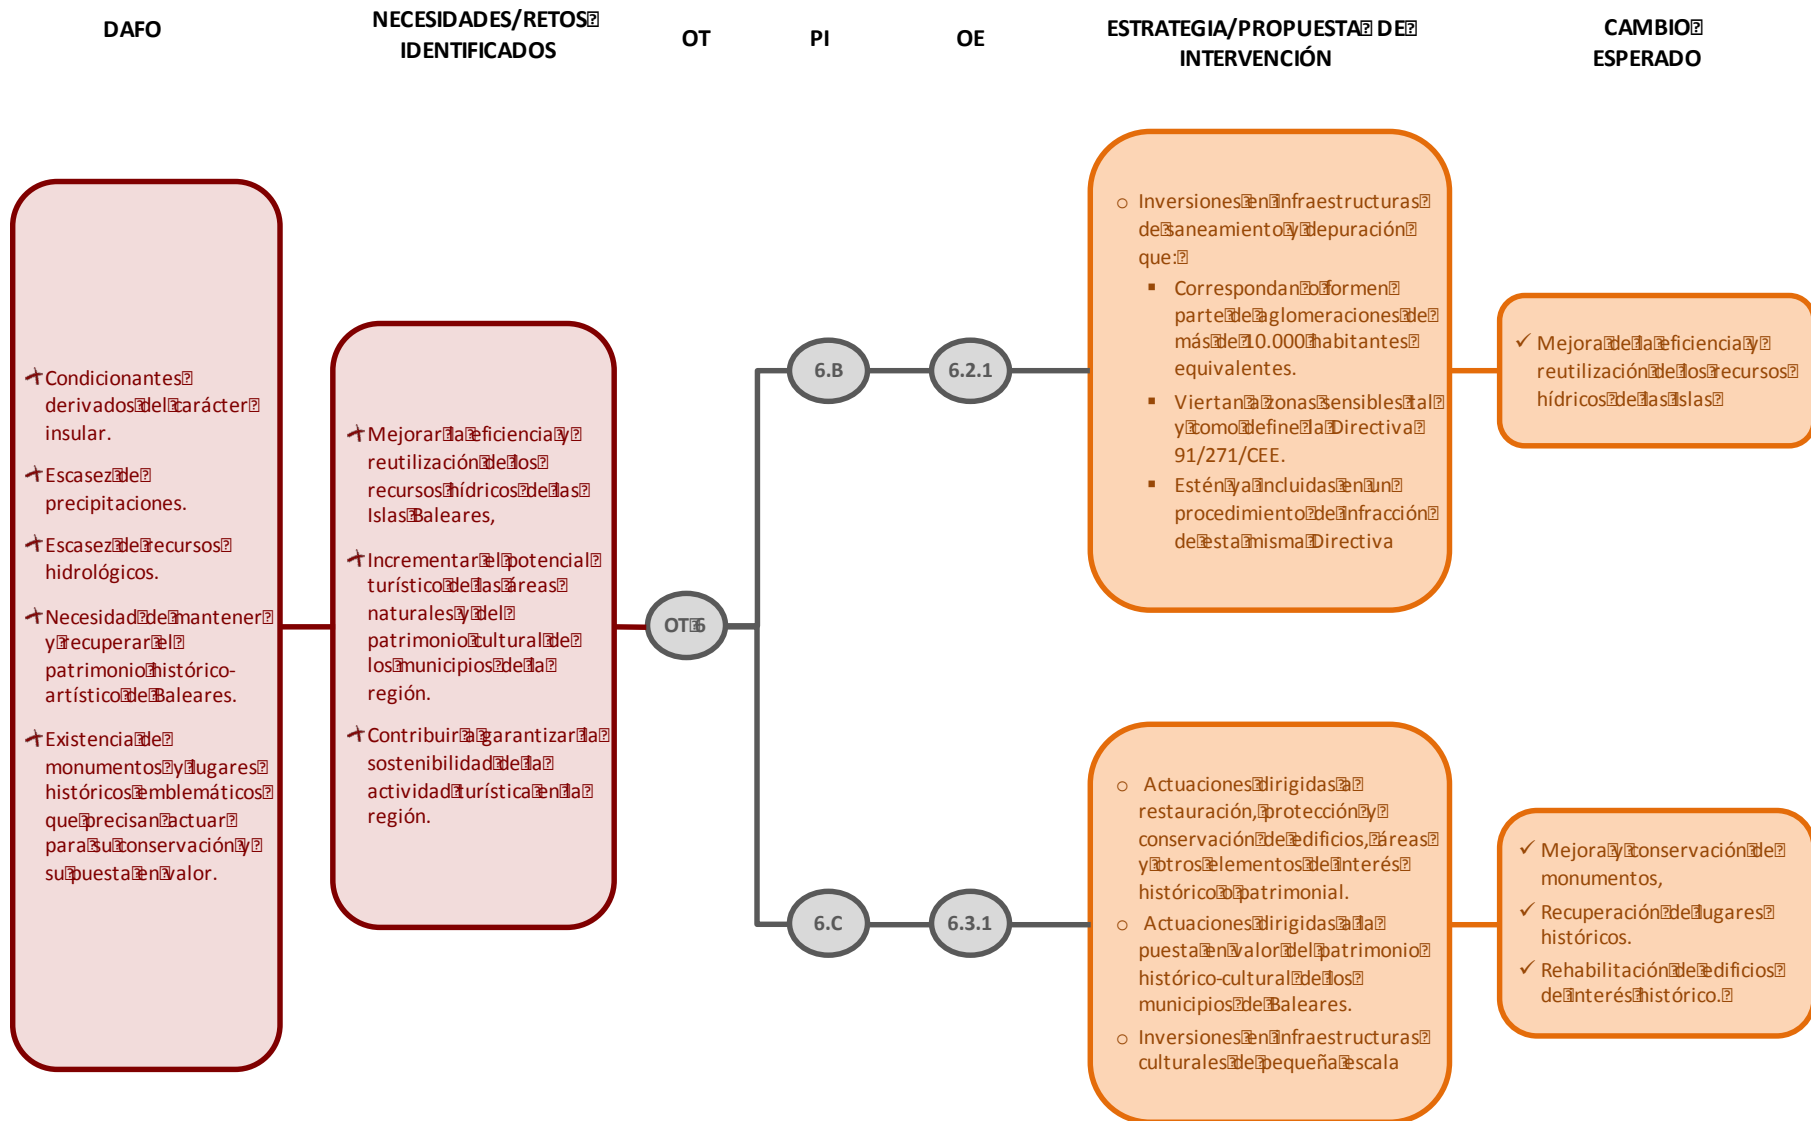 DAFO
NECESIDADES/RETOS
IDENTIFICADOS
OT
PI
OE
ESTRATEGIA/PROPUESTA DE
INTERVENCIÓN
CAMBIO
ESPERADO
Condicionantes
derivados del carácter
insular.
Escasez de
precipitaciones.
Escasez de recursos
hidrológicos.
Necesidad de mantener
y recuperar el
patrimonio histórico-
artístico de Baleares.
Existencia de
monumentos y lugares
históricos emblemáticos
que precisan actuar
para su conservación y
su puesta en valor.
Mejorar la eficiencia y
reutilización de los
recursos hídricos de las
Islas Baleares,
Incrementar el potencial
turístico de las áreas
naturales y del
patrimonio cultural de
los municipios de la
región.
Contribuir a garantizar la
sostenibilidad de la
actividad turística en la
región.
OT 6
6.B
6.2.1
6.C
6.3.1
Inversiones en infraestructuras
de saneamiento y depuración
que:
Correspondan o formen
parte de aglomeraciones de
más de 10.000 habitantes
equivalentes.
Viertan a zonas sensibles tal
y como define la Directiva
91/271/CEE.
Estén ya incluidas en un
procedimiento de infracción
de esta misma Directiva
Actuaciones dirigidas a
restauración, protección y
conservación de edificios, áreas
y otros elementos de interés
histórico o patrimonial.
Actuaciones dirigidas a la
puesta en valor del patrimonio
histórico-cultural de los
municipios de Baleares.
Inversiones en infraestructuras
culturales de pequeña escala
Mejora de la eficiencia y
reutilización de los recursos
hídricos de las Islas
Mejora y conservación de
monumentos,
Recuperación de lugares
históricos.
Rehabilitación de edificios
de interés histórico.